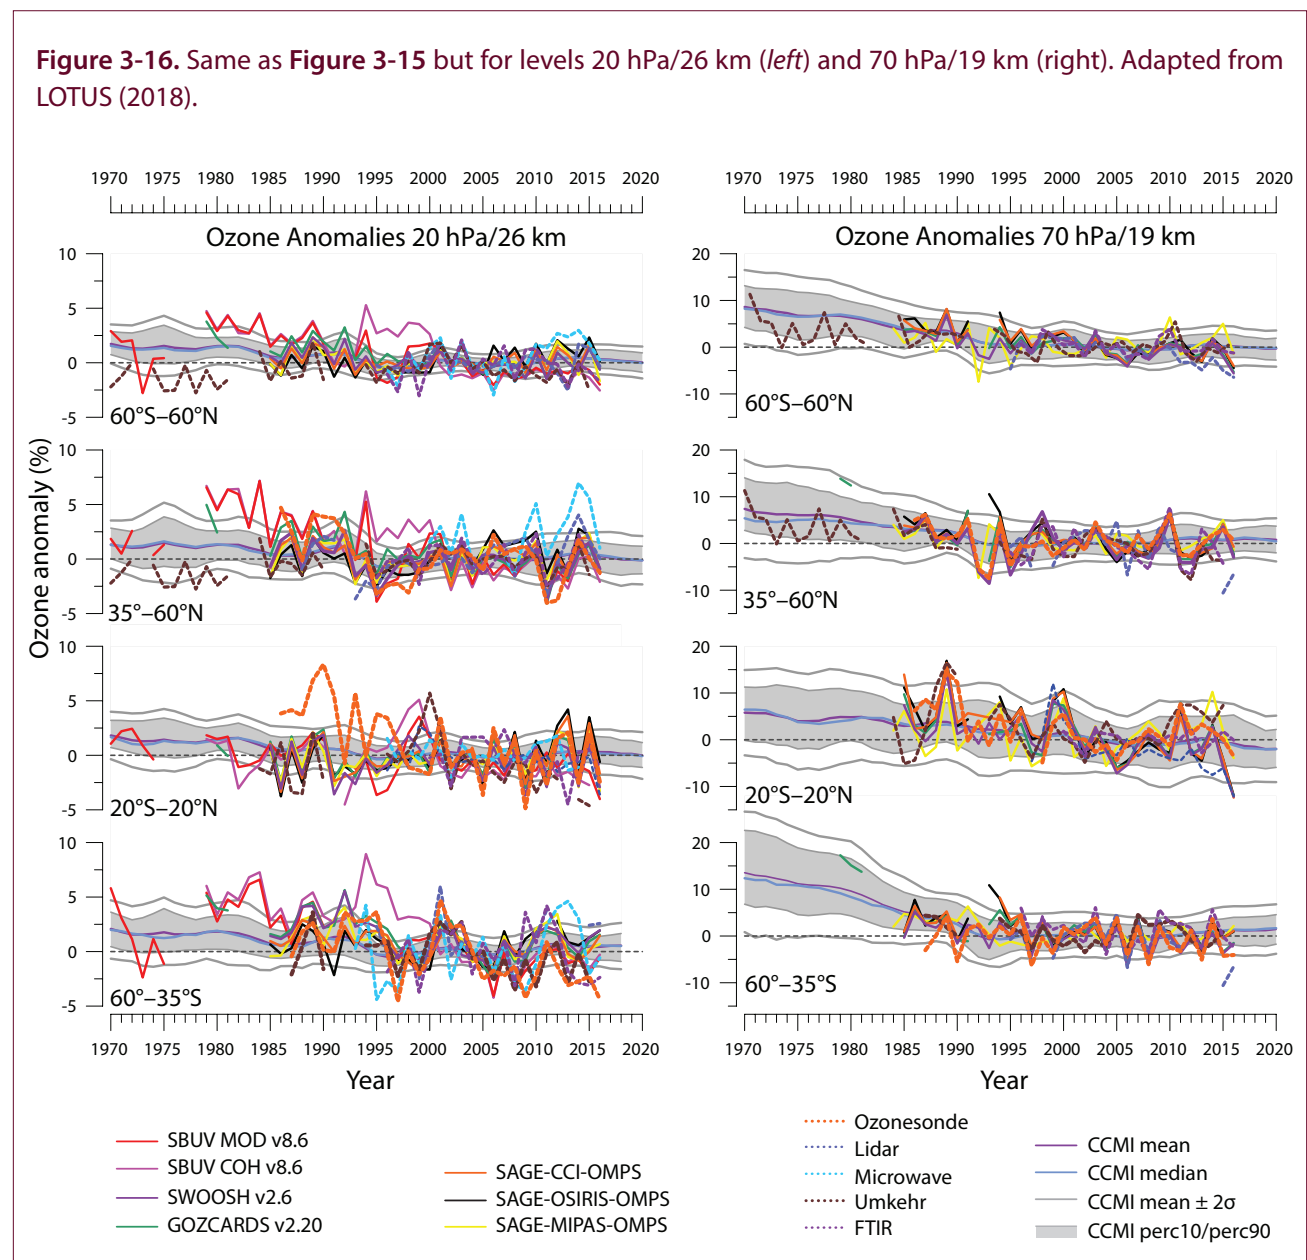 Figure 3-16. Same as Figure 3-15 but for levels 20 hPa/26 km (left) and 70 hPa/19 km (right). Adapted from
LOTUS (2018).
1970 1975 1980 1985 1990 1995 2000 2005 2010 2015 2020
Ozone Anomalies 20 hPa/26 km
10
5
0
-5
60°S–60°N
10
5
0
-5
35°–60°N
10
5
0
-5
20°S–20°N
10
5
0
-5
60°–35°S
1970 1975 1980 1985 1990 1995 2000 2005 2010 2015 2020
Year
Ozone anomaly (%)
1970 1975 1980 1985 1990 1995 2000 2005 2010 2015 2020
Ozone Anomalies 70 hPa/19 km
20
10
0
-10
60°S–60°N
20
10
0
-10
35°–60°N
20
10
0
-10
20°S–20°N
20
10
0
-10
60°–35°S
1970 1975 1980 1985 1990 1995 2000 2005 2010 2015 2020
Year
SBUV MOD v8.6
SBUV COH v8.6
SWOOSH v2.6
GOZCARDS v2.20
SAGE-CCI-OMPS
SAGE-OSIRIS-OMPS
SAGE-MIPAS-OMPS
Ozonesonde
Lidar
Microwave
Umkehr
FTIR
CCMI mean
CCMI median
CCMI mean ± 2σ
CCMI perc10/perc90